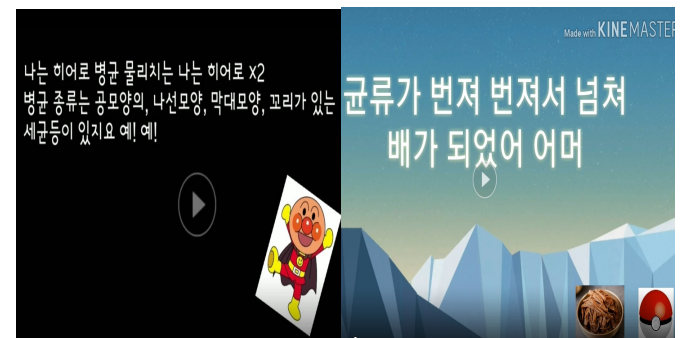 나는 히어로 병균 물리치는 나는 히어로 x2
병균 종류는 공모양의, 나선모양, 막대모양, 꼬리가 있는
세균등이 있지요 예! 예!
Made with KINEMASTER
균류가 번져 번져서 넘쳐
배가 되었어 어머